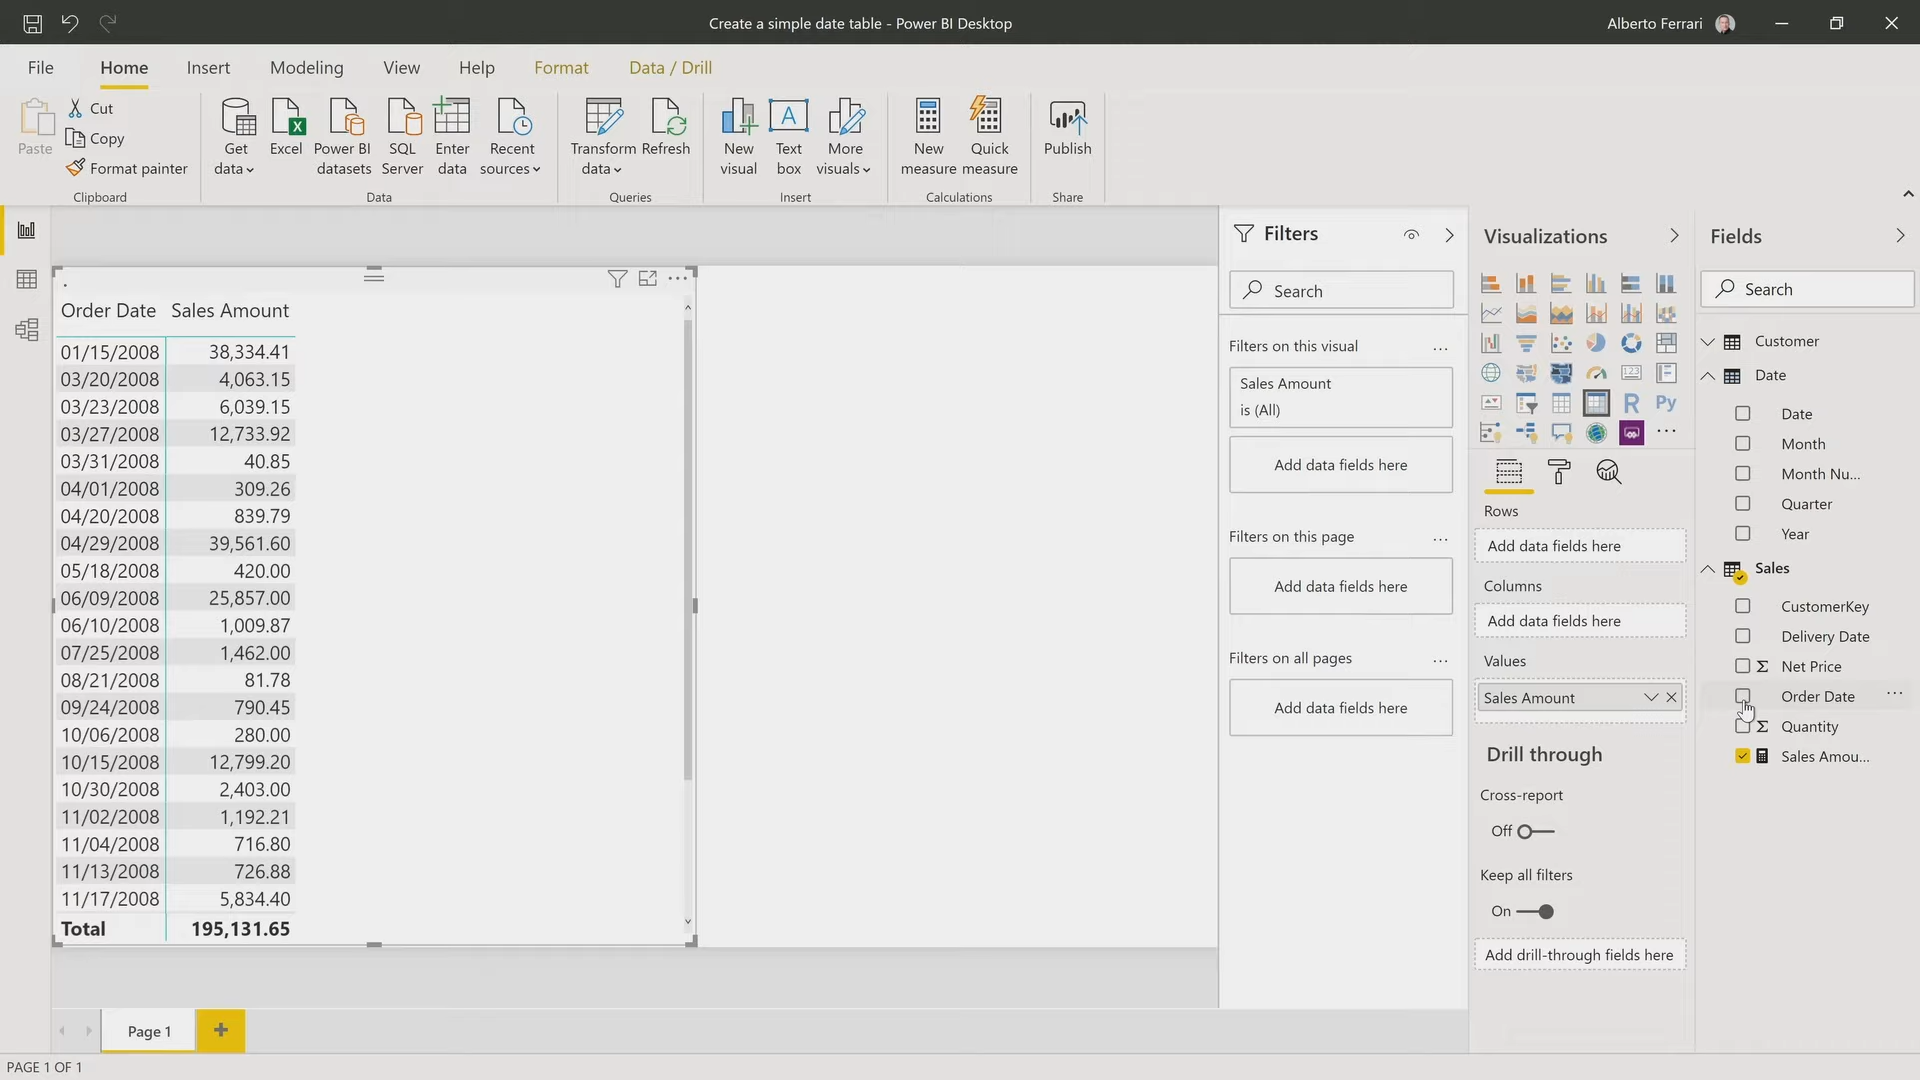 Create a simple date table - Power BI Desktop
Alberto Ferrari
File Home Insert Modeling View Help Format Data / Drill
Paste
Cut
Copy
Format painter
Clipboard
Get data
Excel
Power BI datasets
SQL Server
Enter data
Recent sources
Data
Transform data
Refresh
Queries
New visual
Text box
More visuals
Insert
New measure
Quick measure
Calculations
Publish
Share
.
Order Date Sales Amount
01/15/2008 38,334.41
03/20/2008 4,063.15
03/23/2008 6,039.15
03/27/2008 12,733.92
03/31/2008 40.85
04/01/2008 309.26
04/20/2008 839.79
04/29/2008 39,561.60
05/18/2008 420.00
06/09/2008 25,857.00
06/10/2008 1,009.87
07/25/2008 1,462.00
08/21/2008 81.78
09/24/2008 790.45
10/06/2008 280.00
10/15/2008 12,799.20
10/30/2008 2,403.00
11/02/2008 1,192.21
11/04/2008 716.80
11/13/2008 726.88
11/17/2008 5,834.40
Total 195,131.65
Filters
Search
Filters on this visual
Sales Amount
is (All)
Add data fields here
Filters on this page
Add data fields here
Filters on all pages
Add data fields here
Visualizations
123
R
Py
Rows
Add data fields here
Columns
Add data fields here
Values
Sales Amount
Drill through
Cross-report
Off
Keep all filters
On
Add drill-through fields here
Fields
Search
Customer
Date
Date
Month
Month Nu...
Quarter
Year
Sales
CustomerKey
Delivery Date
Σ Net Price
Order Date
Σ Quantity
Sales Amou...
Page 1
PAGE 1 OF 1